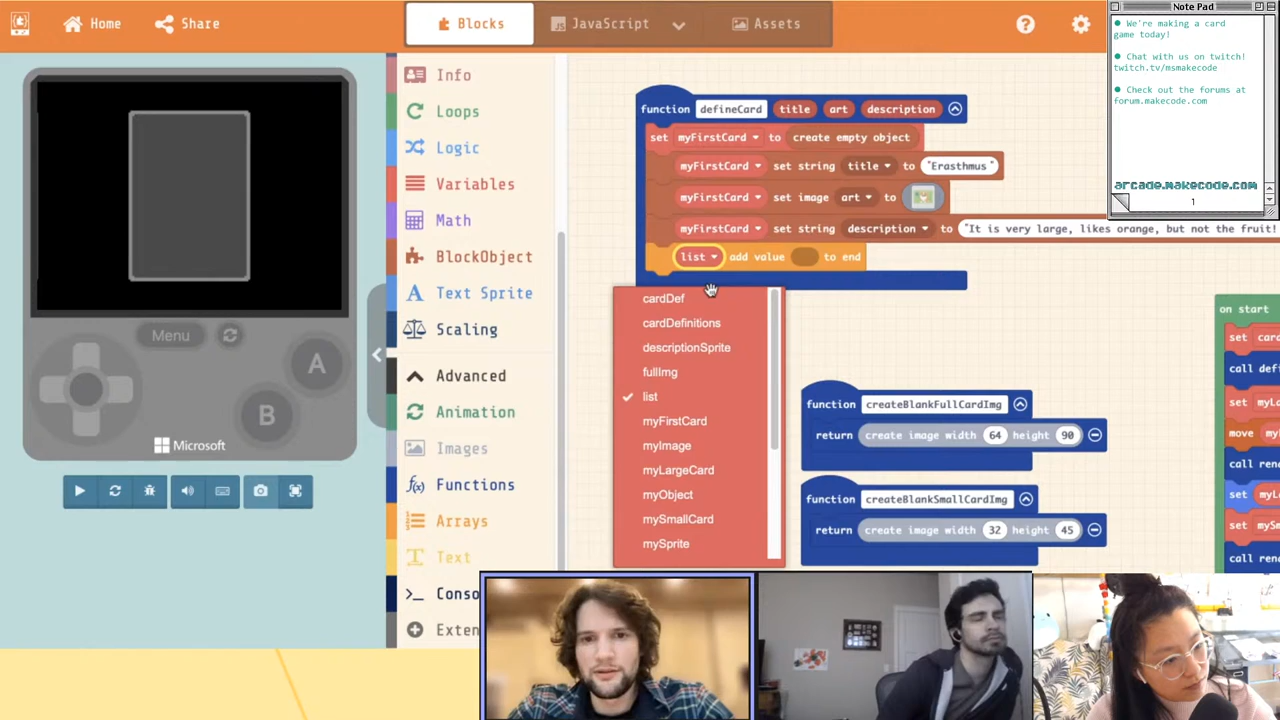 Home
Share
Blocks
JavaScript
Assets
?
Note Pad
We're making a card
game today!
Chat with us on twitch!
twitch.tv/msmakecode
Check out the forums at
forum.makecode.com
arcade.makecode.com
1
Menu
A
B
Microsoft
Info
Loops
Logic
Variables
Math
BlockObject
Text Sprite
Scaling
Advanced
Animation
Images
Functions
Arrays
Text
Conso
Exten
function defineCard title art description
set myFirstCard to create empty object
myFirstCard set string title to "Erasthmus"
myFirstCard set image art to
myFirstCard set string description to "It is very large, likes orange, but not the fruit!
list add value to end
cardDef
cardDefinitions
descriptionSprite
fullImg
list
myFirstCard
myImage
myLargeCard
myObject
mySmallCard
mySprite
function createBlankFullCardImg
return create image width 64 height 90
function createBlankSmallCardImg
return create image width 32 height 45
on start
set card
call def
set myLa
move my
call rend
set myLa
set mySm
call rend